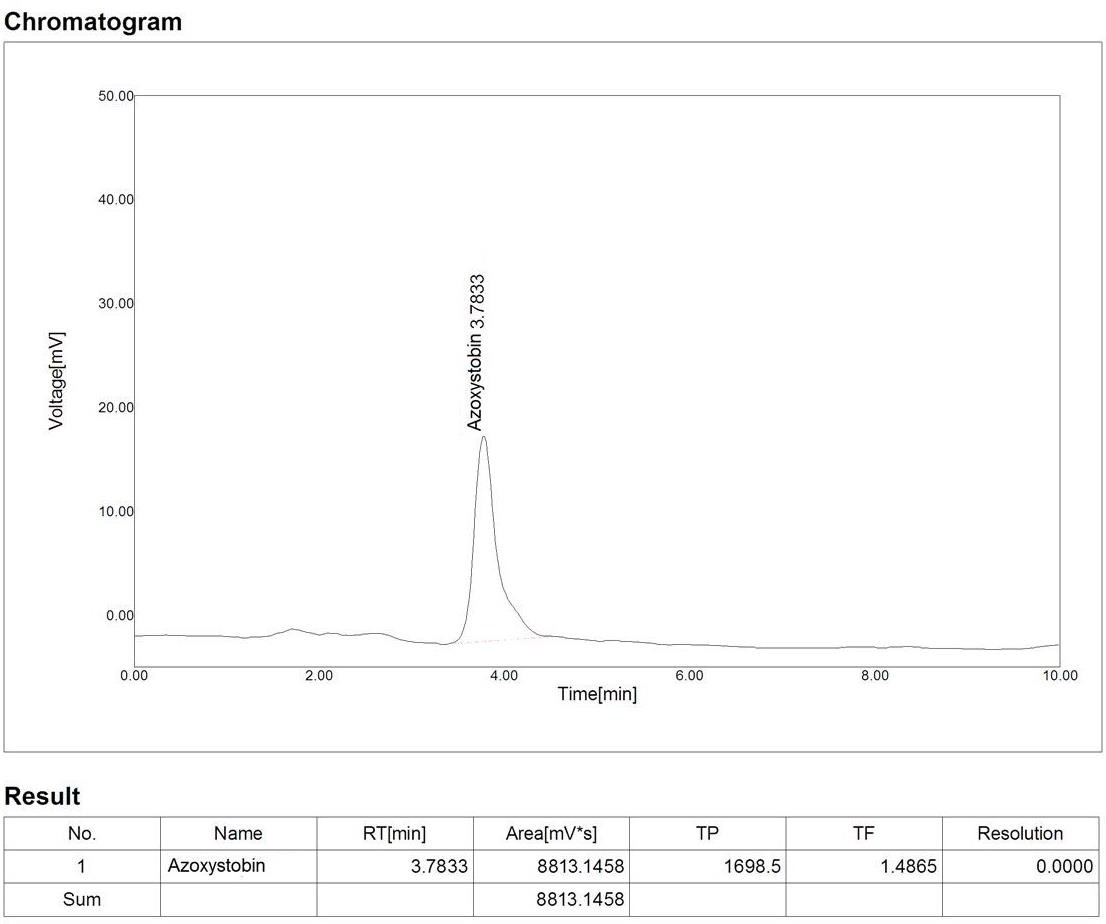 Chromatogram
50.00
40.00
30.00
20.00
10.00
0.00
Voltage[mV]
Azoxystobin 3.7833
0.00 2.00 4.00 6.00 8.00 10.00
Time[min]
Result
No. Name RT[min] Area[mV*s] TP TF Resolution
1 Azoxystobin 3.7833 8813.1458 1698.5 1.4865 0.0000
Sum 8813.1458